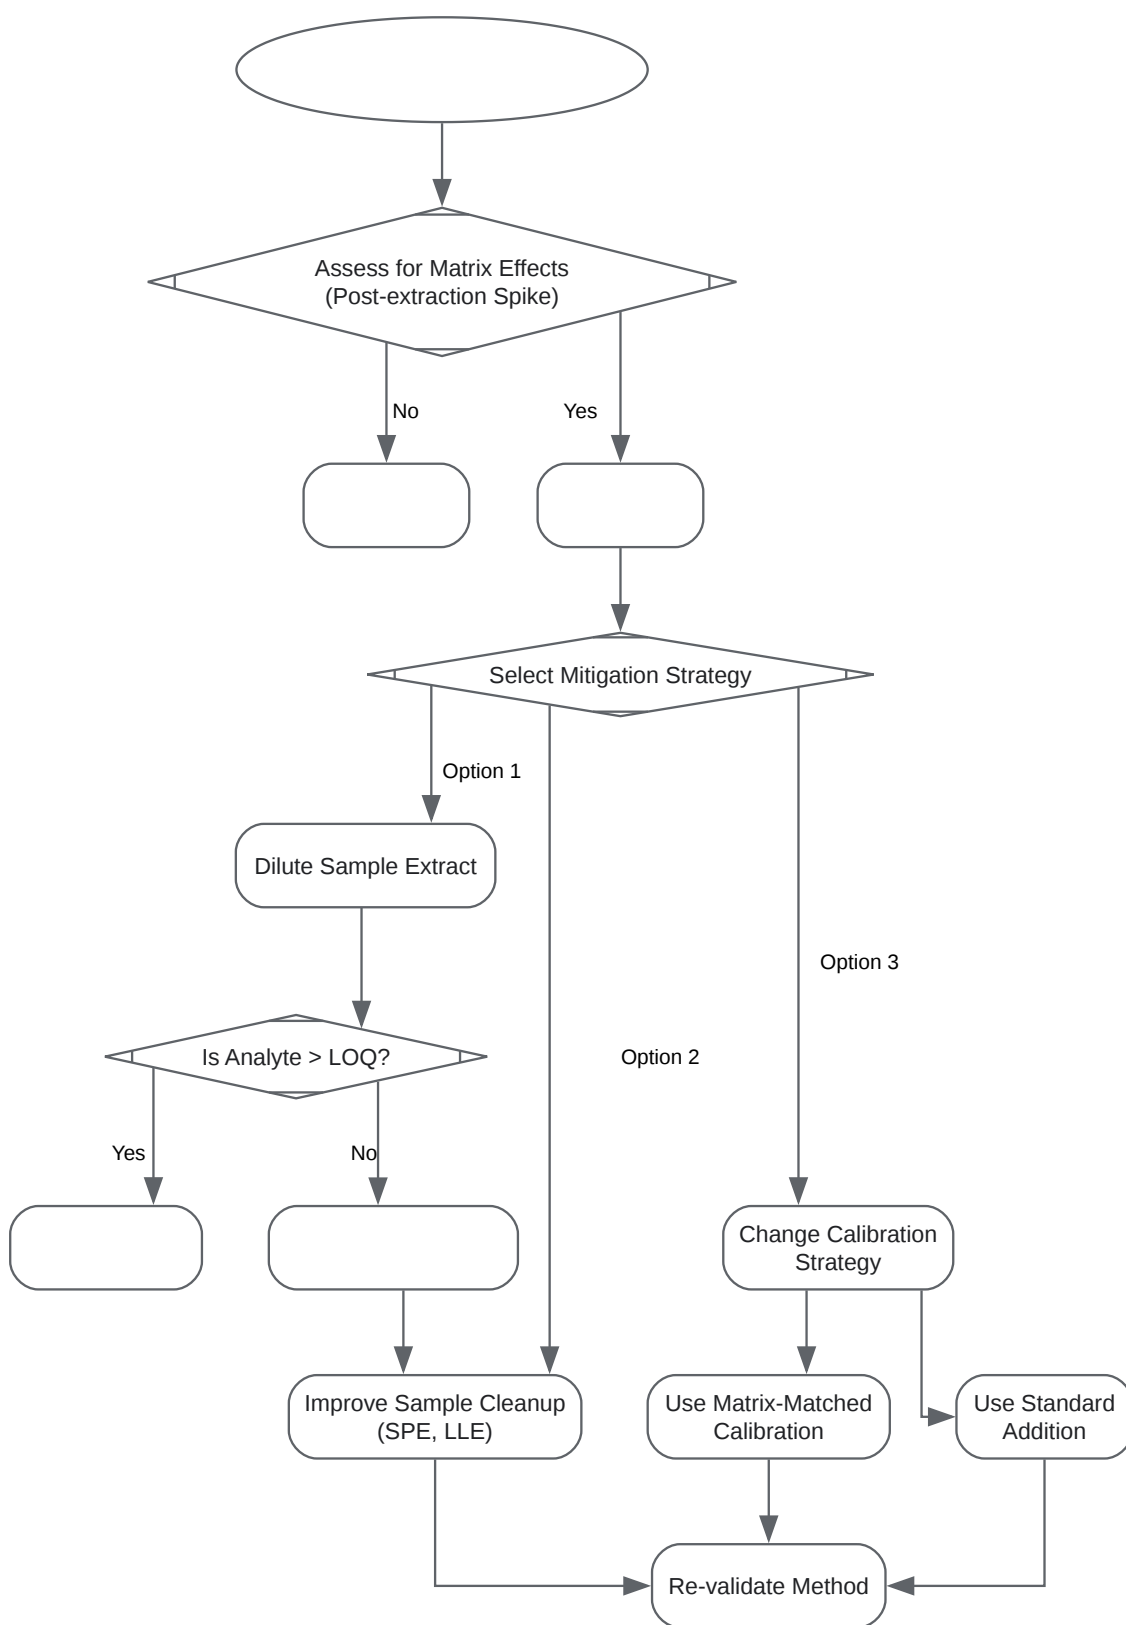 Assess for Matrix Effects
(Post-extraction Spike)
No
Yes
Select Mitigation Strategy
Option 1
Dilute Sample Extract
Option 3
Is Analyte > LOQ?
Option 2
Yes
No
Change Calibration
Strategy
Improve Sample Cleanup
(SPE, LLE)
Use Matrix-Matched
Calibration
Use Standard
Addition
Re-validate Method